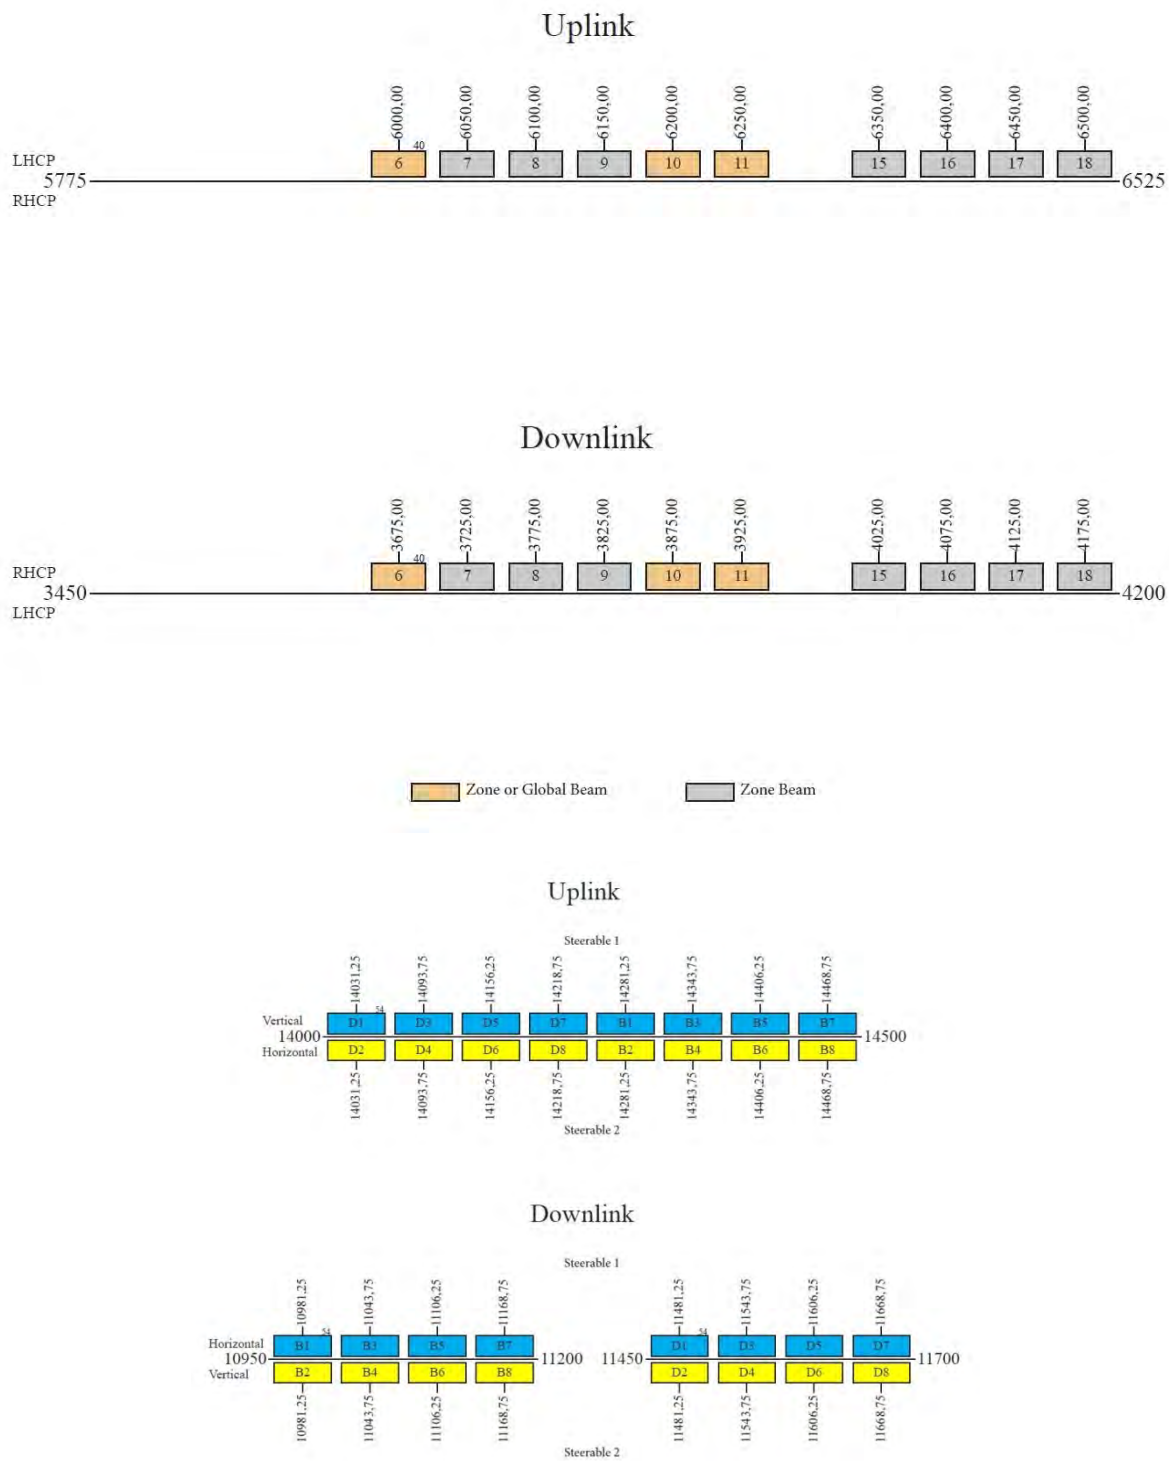 Uplink
6000,00 6050,00 6100,00 6150,00 6200,00 6250,00 6350,00 6400,00 6450,00 6500,00
40
LHCP 6 7 8 9 10 11 15 16 17 18
5775 6525
RHCP
Downlink
3675,00 3725,00 3775,00 3825,00 3875,00 3925,00 4025,00 4075,00 4125,00 4175,00
40
RHCP 6 7 8 9 10 11 15 16 17 18
3450 4200
LHCP
Zone or Global Beam Zone Beam
Uplink
Steerable 1
14031,25 14093,75 14156,25 14218,75 14281,25 14343,75 14406,25 14468,75
54
Vertical D1 D3 D5 D7 B1 B3 B5 B7
14000 14500
Horizontal D2 D4 D6 D8 B2 B4 B6 B8
14031,25 14093,75 14156,25 14218,75 14281,25 14343,75 14406,25 14468,75
Steerable 2
Downlink
Steerable 1
10981,25 11043,75 11106,25 11168,75 11481,25 11543,75 11606,25 11668,75
54 54
Horizontal B1 B3 B5 B7 D1 D3 D5 D7
10950 11200 11450 11700
Vertical B2 B4 B6 B8 D2 D4 D6 D8
10981,25 11043,75 11106,25 11168,75 11481,25 11543,75 11606,25 11668,75
Steerable 2